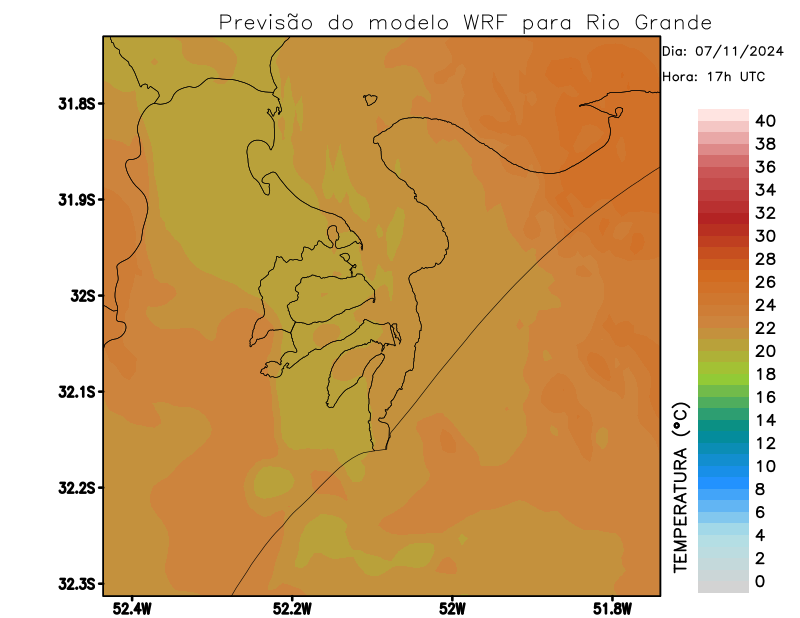 Previsão do modelo WRF para Rio Grande
Dia: 07/11/2024
Hora: 17h UTC
31.8S
31.9S
32S
32.1S
32.2S
32.3S
52.4W 52.2W 52W 51.8W
TEMPERATURA (°C)
40
38
36
34
32
30
28
26
24
22
20
18
16
14
12
10
8
6
4
2
0